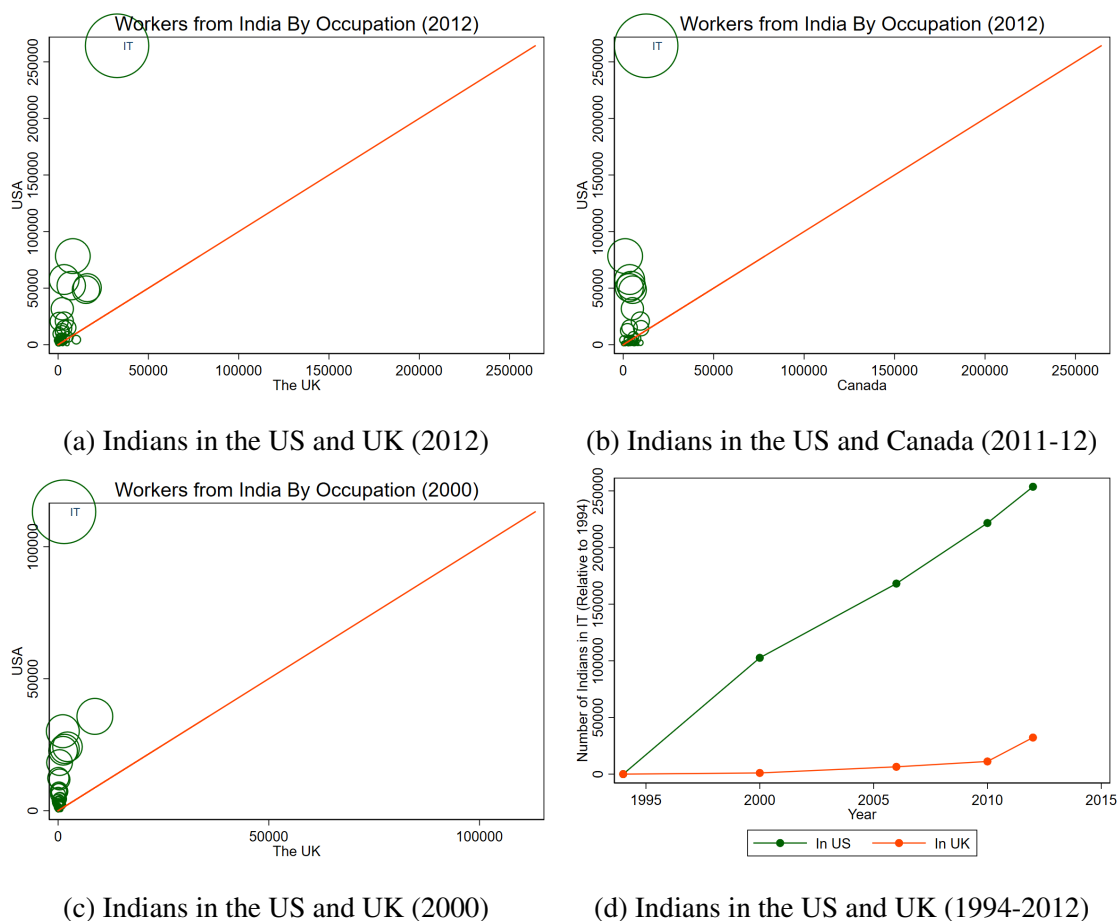 Workers from India By Occupation (2012)
IT
USA
250000
200000
150000
100000
50000
0
0 50000 100000 150000 200000 250000
The UK
(a) Indians in the US and UK (2012)
Workers from India By Occupation (2012)
IT
USA
250000
200000
150000
100000
50000
0
0 50000 100000 150000 200000 250000
Canada
(b) Indians in the US and Canada (2011-12)
Workers from India By Occupation (2000)
IT
USA
100000
50000
0
0 50000 100000
The UK
(c) Indians in the US and UK (2000)
Number of Indians in IT (Relative to 1994)
250000
200000
150000
100000
50000
0
1995 2000 2005 2010 2015
Year
In US In UK
(d) Indians in the US and UK (1994-2012)